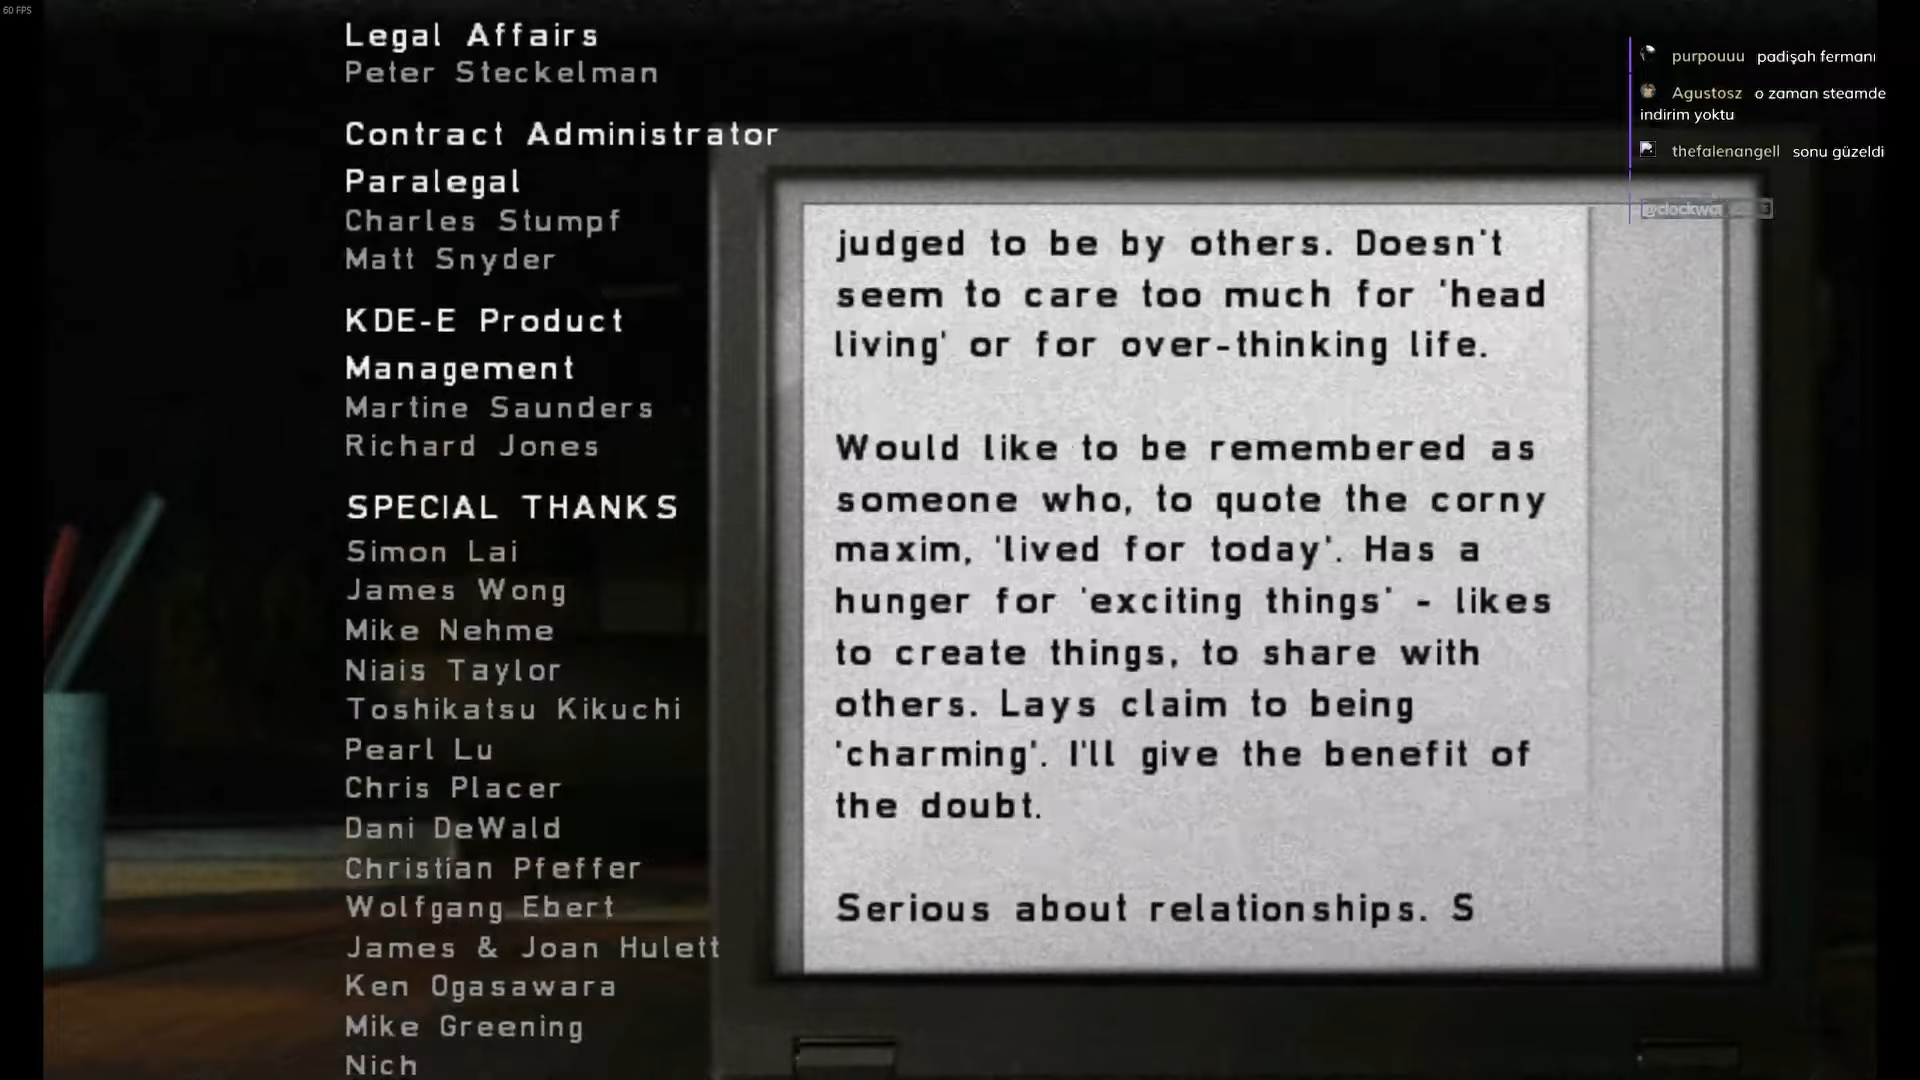 60 FPS
Legal Affairs
Peter Steckelman
Contract Administrator
Paralegal
Charles Stumpf
Matt Snyder
KDE-E Product
Management
Martine Saunders
Richard Jones
SPECIAL THANKS
Simon Lai
James Wong
Mike Nehme
Niais Taylor
Toshikatsu Kikuchi
Pearl Lu
Chris Placer
Dani DeWald
Christian Pfeffer
Wolfgang Ebert
James & Joan Hulett
Ken Ogasawara
Mike Greening
Nich
judged to be by others. Doesn't
seem to care too much for 'head
living' or for over-thinking life.
Would like to be remembered as
someone who, to quote the corny
maxim, 'lived for today'. Has a
hunger for 'exciting things' - likes
to create things, to share with
others. Lays claim to being
'charming'. I'll give the benefit of
the doubt.
Serious about relationships. S
purpouuu padişah fermanı
Agustosz o zaman steamde
indirim yoktu
thefalenangell sonu güzeldi